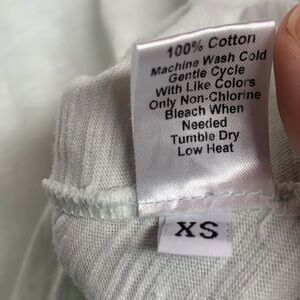 100% Cotton
Machine Wash Cold
Gentle Cycle
With Like Colors
Only Non-Chlorine
Bleach When
Needed
Tumble Dry
Low Heat
XS